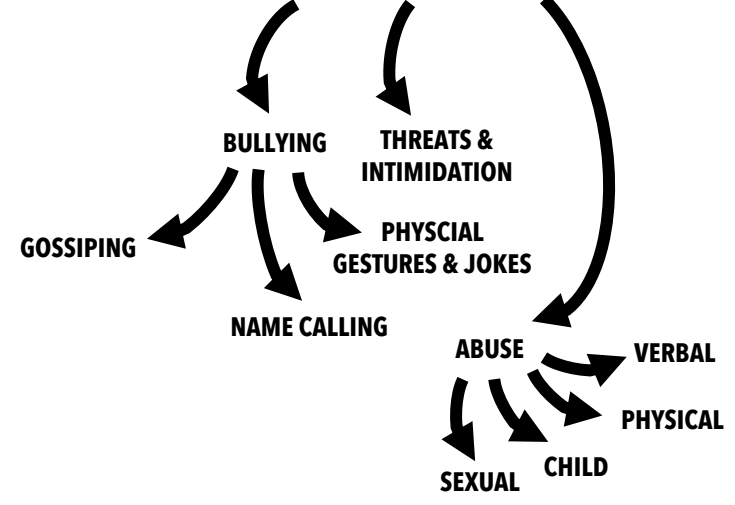 BULLYING
THREATS &
INTIMIDATION
GOSSIPING
PHYSCIAL
GESTURES & JOKES
NAME CALLING
ABUSE
VERBAL
PHYSICAL
CHILD
SEXUAL